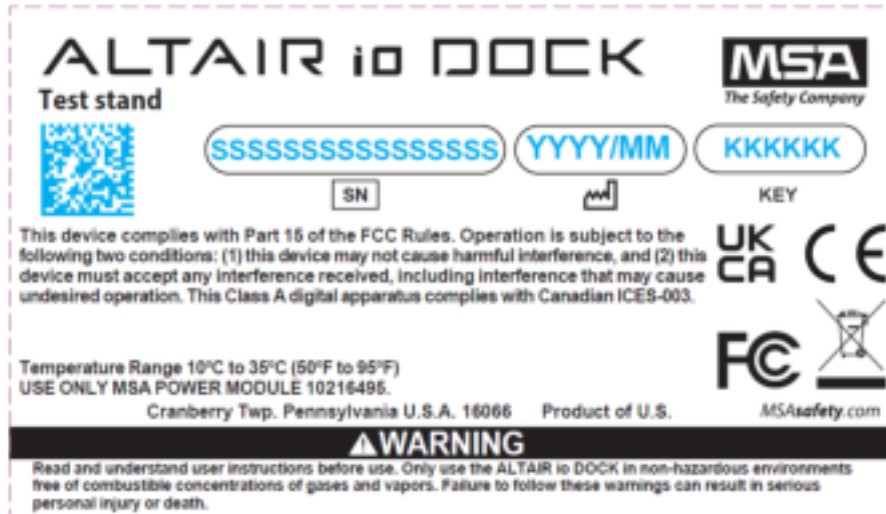 ALTAIR io DOCK
MSA
The Safety Company
Test stand
SSSSSSSSSSSSSSSS YYYY/MM KKKKKK
SN KEY
This device complies with Part 15 of the FCC Rules. Operation is subject to the
following two conditions: (1) this device may not cause harmful interference, and (2) this
device must accept any interference received, including interference that may cause
undesired operation. This Class A digital apparatus complies with Canadian ICES-003.
UK
CA
CE
FC
Temperature Range 10°C to 35°C (50°F to 95°F)
USE ONLY MSA POWER MODULE 10216495.
Cranberry Twp. Pennsylvania U.S.A. 16066 Product of U.S. MSAsafety.com
WARNING
Read and understand user instructions before use. Only use the ALTAIR io DOCK in non-hazardous environments
free of combustible concentrations of gases and vapors. Failure to follow these warnings can result in serious
personal injury or death.